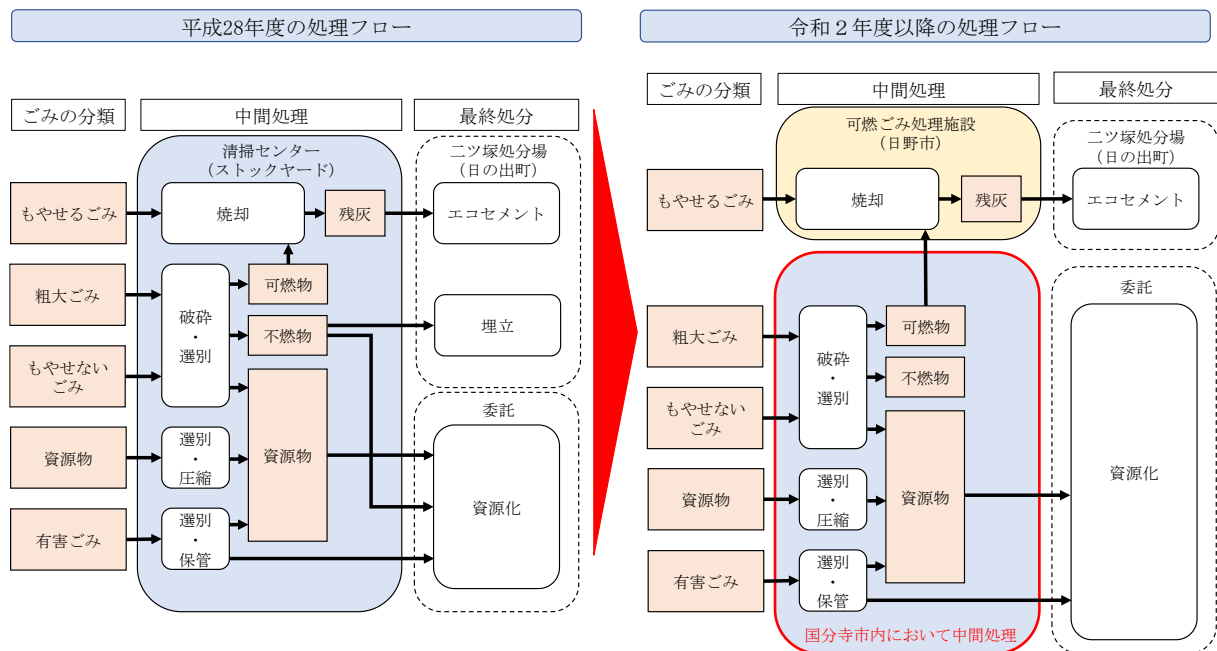 平成28年度の処理フロー
ごみの分類
中間処理
最終処分
清掃センター
（ストックヤード）
二ツ塚処分場
（日の出町）
もやせるごみ
焼却
残灰
エコセメント
粗大ごみ
破砕
・
選別
可燃物
不燃物
埋立
もやせない
ごみ
委託
資源物
選別
・
圧縮
資源物
資源化
有害ごみ
選別
・
保管
令和２年度以降の処理フロー
ごみの分類
中間処理
最終処分
可燃ごみ処理施設
（日野市）
二ツ塚処分場
（日の出町）
もやせるごみ
焼却
残灰
エコセメント
委託
粗大ごみ
破砕
・
選別
可燃物
不燃物
もやせない
ごみ
資源物
選別
・
圧縮
資源物
資源化
有害ごみ
選別
・
保管
国分寺市内において中間処理